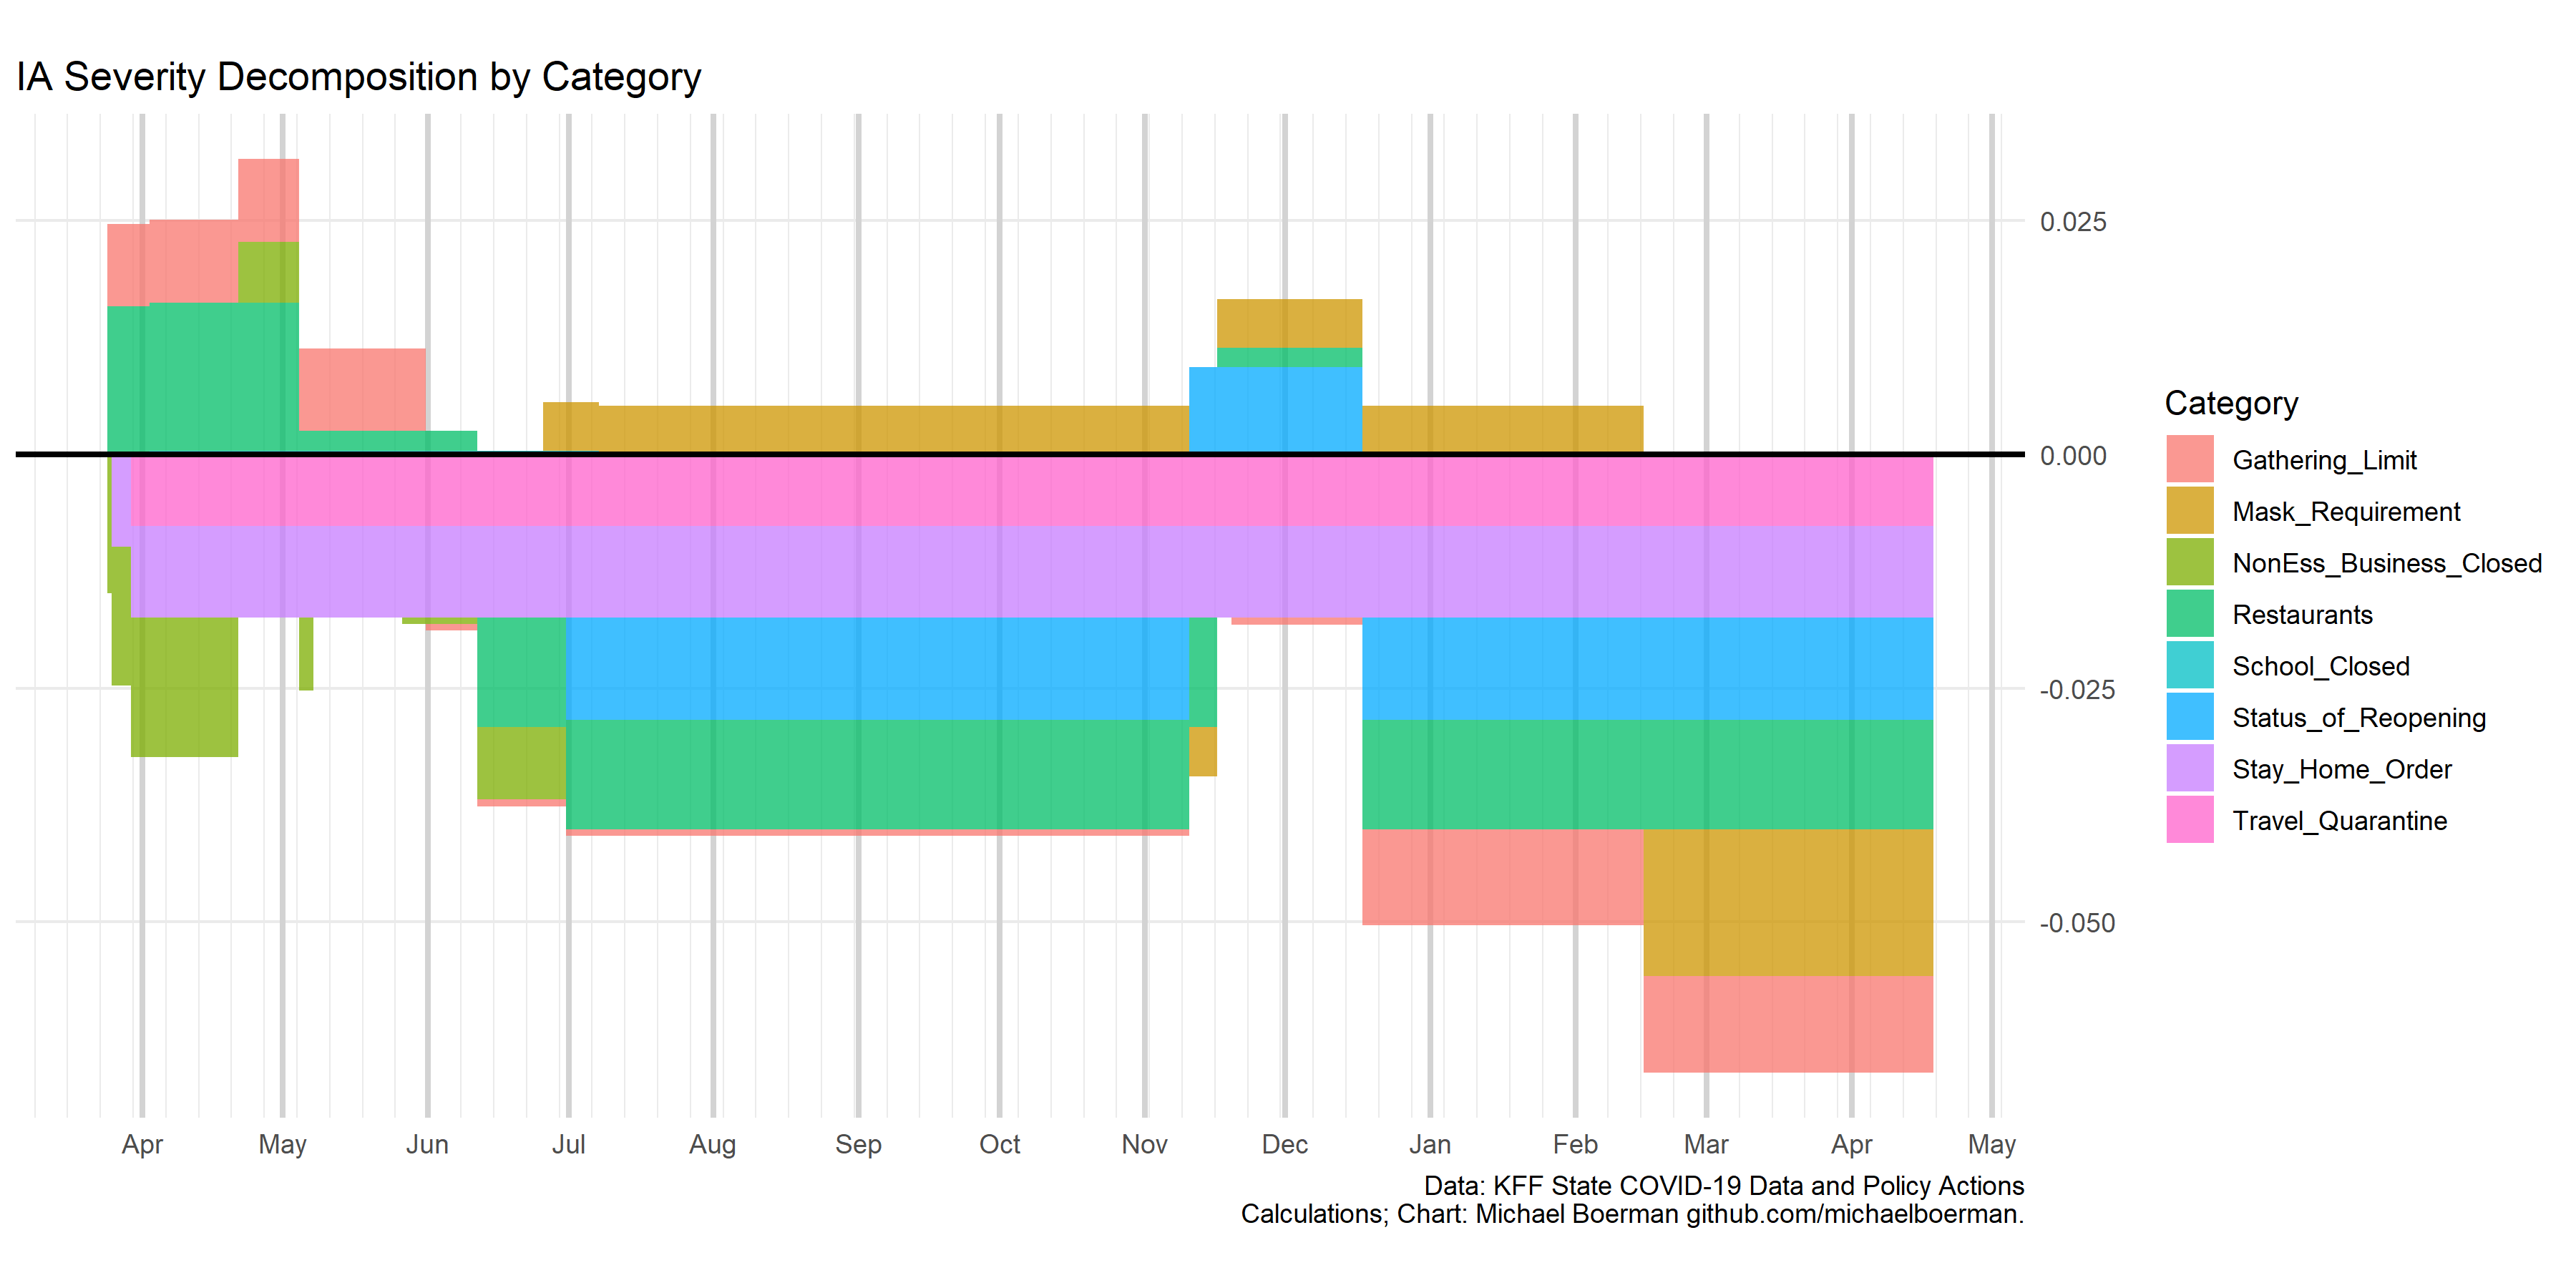 IA Severity Decomposition by Category
0.025
0.000
-0.025
-0.050
Apr May Jun Jul Aug Sep Oct Nov Dec Jan Feb Mar Apr May
Data: KFF State COVID-19 Data and Policy Actions
Calculations; Chart: Michael Boerman github.com/michaelboerman.
Category
Gathering_Limit
Mask_Requirement
NonEss_Business_Closed
Restaurants
School_Closed
Status_of_Reopening
Stay_Home_Order
Travel_Quarantine